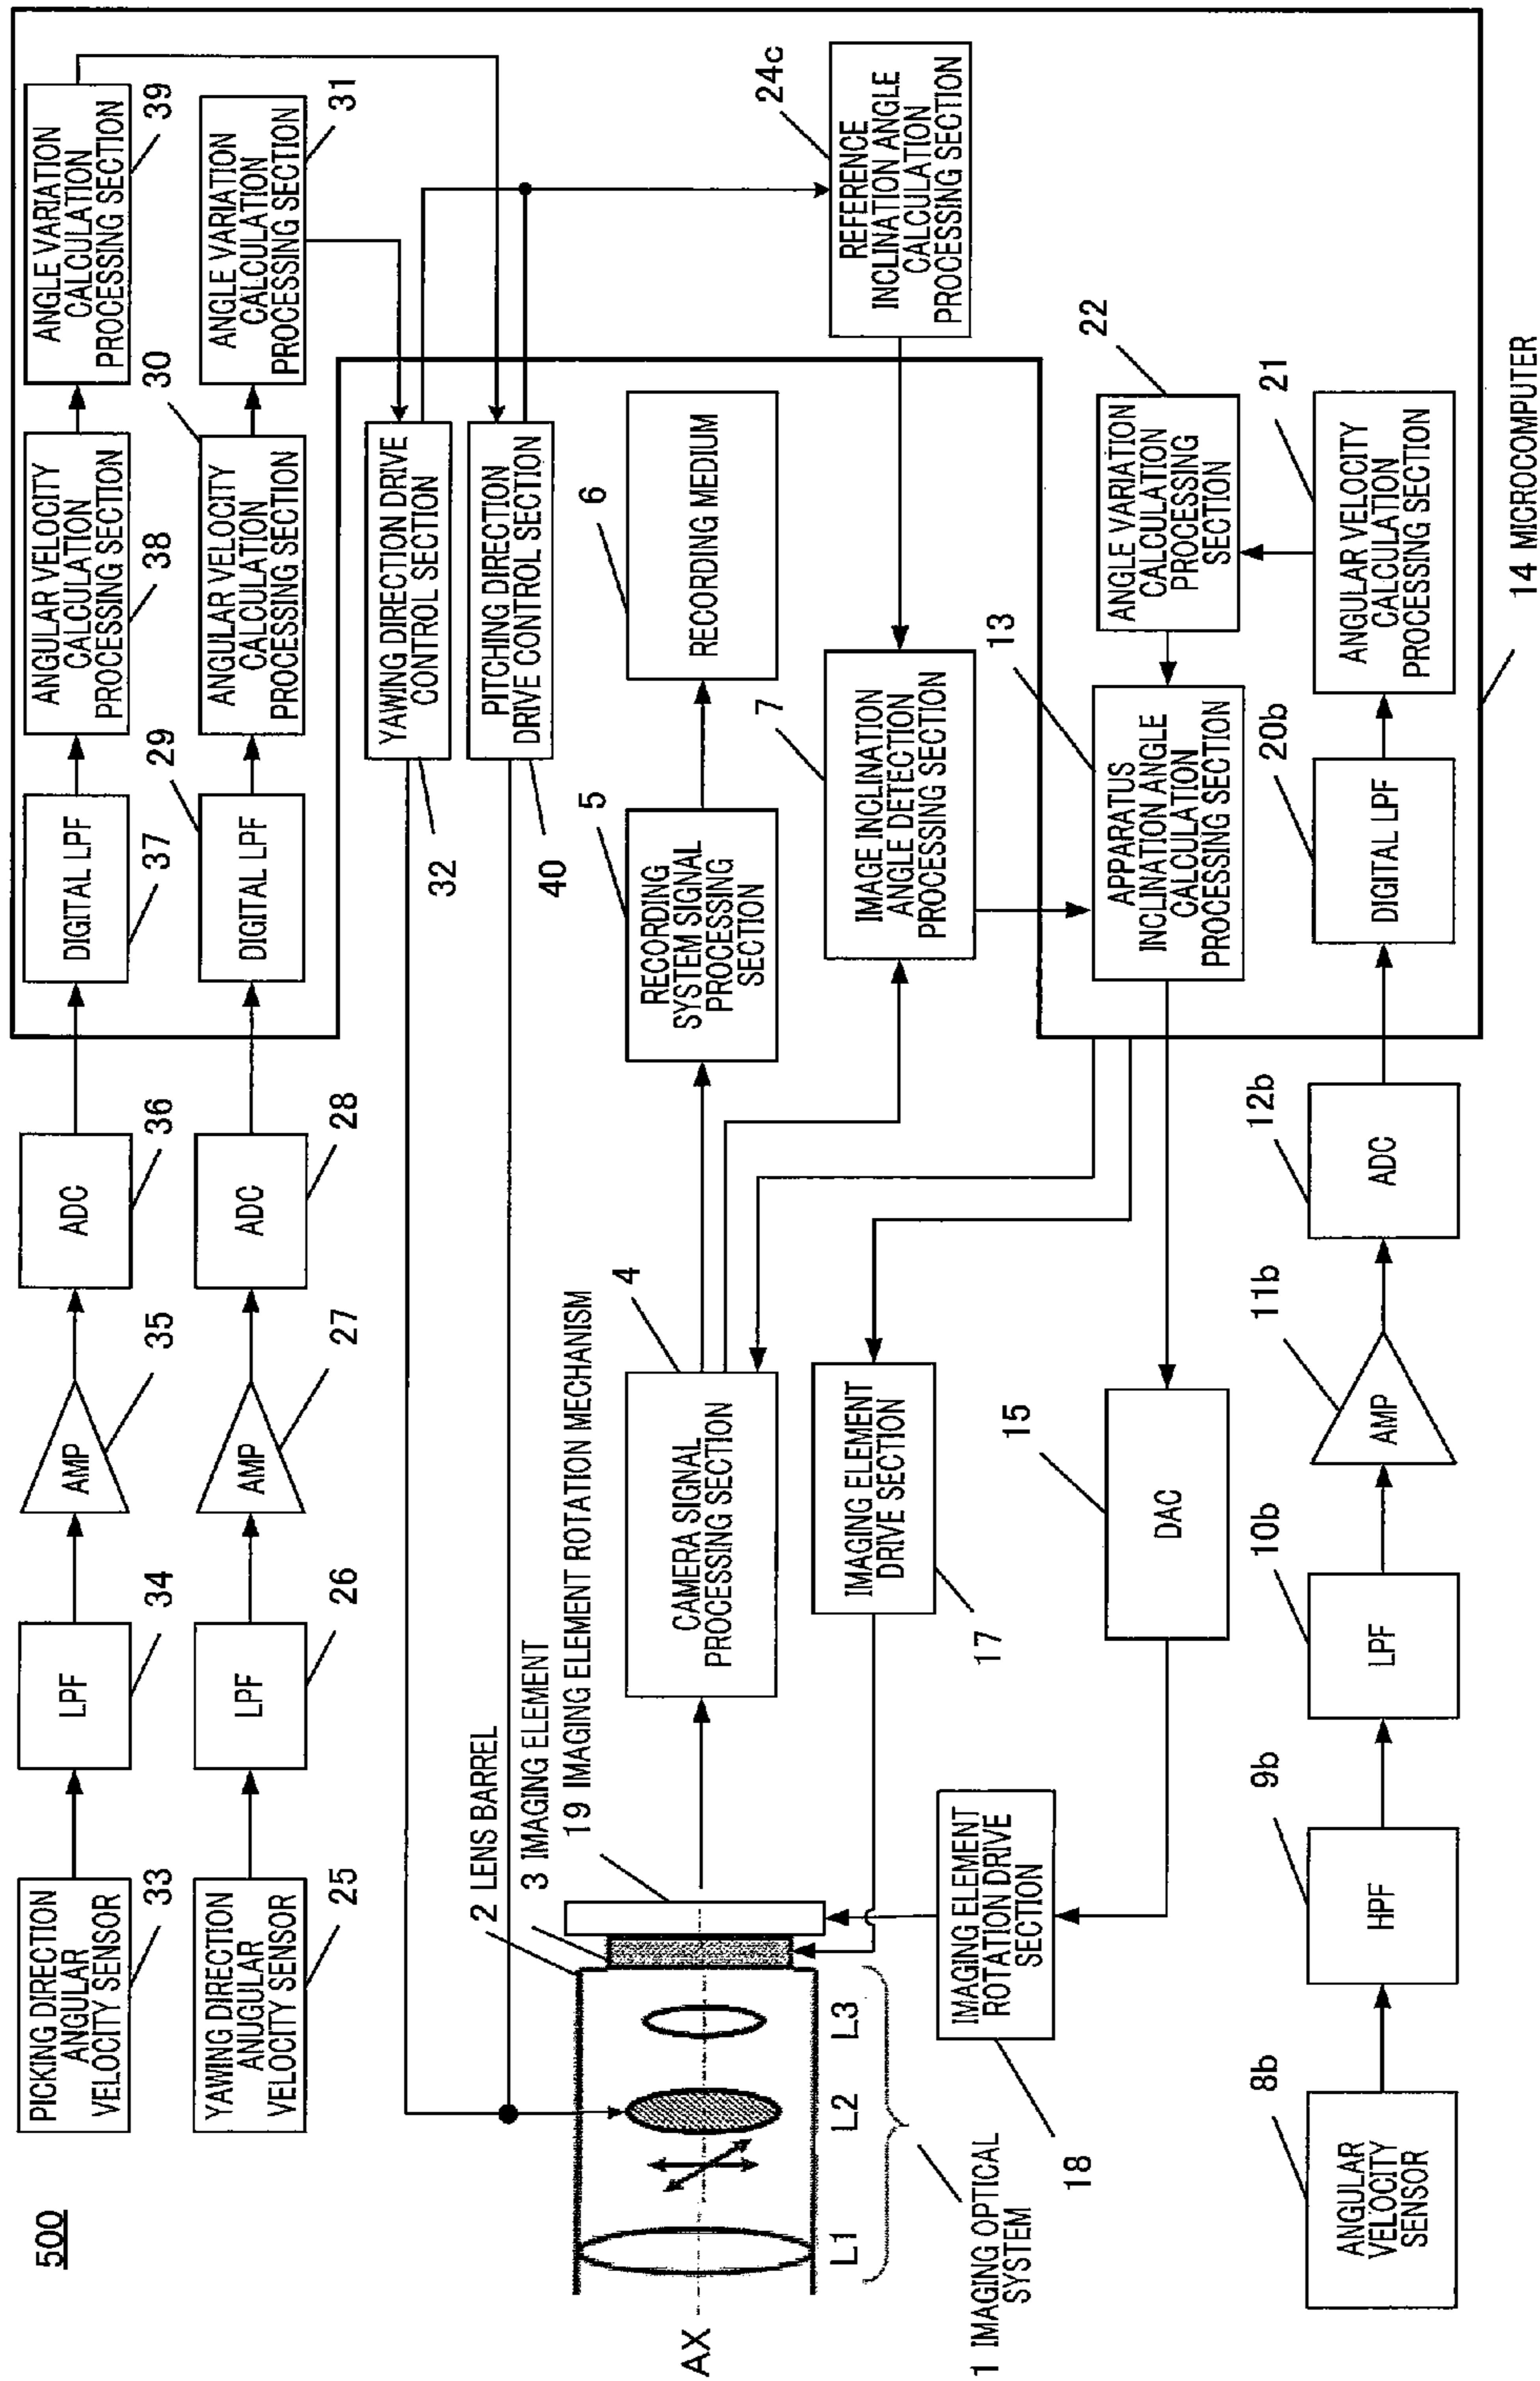 500
PICKING DIRECTION
ANGULAR
VELOCITY SENSOR
33
LPF
34
AMP
35
ADC
36
DIGITAL LPF
37
ANGULAR VELOCITY
CALCULATION
PROCESSING SECTION
38
ANGLE VARIATION
CALCULATION
PROCESSING SECTION
39
YAWING DIRECTION
ANUGULAR
VELOCITY SENSOR
25
LPF
26
AMP
27
ADC
28
DIGITAL LPF
29
ANGULAR VELOCITY
CALCULATION
PROCESSING SECTION
30
ANGLE VARIATION
CALCULATION
PROCESSING SECTION
31
YAWING DIRECTION DRIVE
CONTROL SECTION
32
PITCHING DIRECTION
DRIVE CONTROL SECTION
40
2 LENS BARREL
3 IMAGING ELEMENT
19 IMAGING ELEMENT ROTATION MECHANISM
CAMERA SIGNAL
PROCESSING SECTION
4
RECORDING
SYSTEM SIGNAL
PROCESSING
SECTION
5
RECORDING MEDIUM
6
AX
L1
L2
L3
1 IMAGING OPTICAL
SYSTEM
IMAGING ELEMENT
DRIVE SECTION
17
IMAGE INCLINATION
ANGLE DETECTION
PROCESSING SECTION
7
REFERENCE
INCLINATION ANGLE
CALCULATION
PROCESSING SECTION
24c
IMAGING ELEMENT
ROTATION DRIVE
SECTION
18
DAC
15
APPARATUS
INCLINATION ANGLE
CALCULATION
PROCESSING SECTION
13
ANGLE VARIATION
CALCULATION
PROCESSING
SECTION
22
ANGULAR
VELOCITY
SENSOR
8b
HPF
9b
LPF
10b
AMP
11b
ADC
12b
DIGITAL LPF
20b
ANGULAR VELOCITY
CALCULATION
PROCESSING SECTION
21
14 MICROCOMPUTER